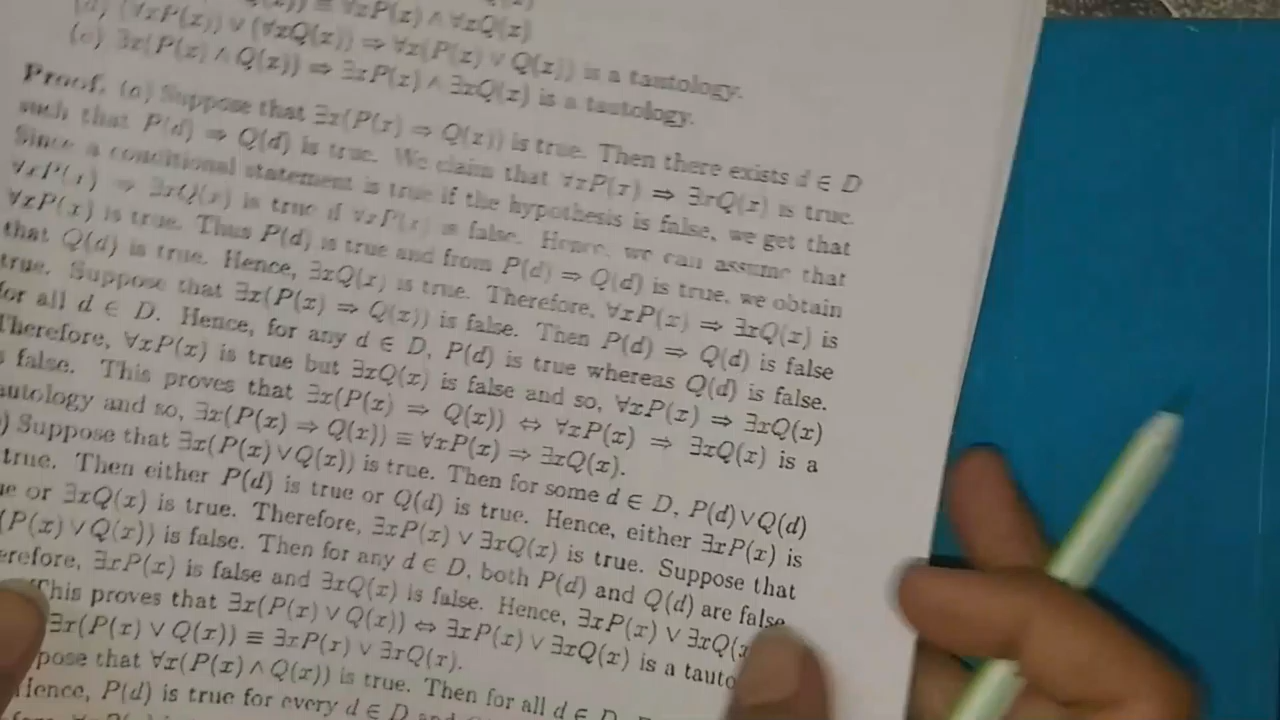 Q(x)) ≡ ∀xP(x) ∧ ∀xQ(x)
(d) (∀xP(x)) ∨ (∀xQ(x)) ⇒ ∀x(P(x) ∨ Q(x)) is a tautology.
(e) ∃x(P(x) ∧ Q(x)) ⇒ ∃xP(x) ∧ ∃xQ(x) is a tautology.
Proof. (a) Suppose that ∃x(P(x) ⇒ Q(x)) is true. Then there exists d ∈ D
such that P(d) ⇒ Q(d) is true. We claim that ∀xP(x) ⇒ ∃xQ(x) is true.
Since a conditional statement is true if the hypothesis is false, we get that
∀xP(x) ⇒ ∃xQ(x) is true if ∀xP(x) is false. Hence, we can assume that
∀xP(x) is true. Thus P(d) is true and from P(d) ⇒ Q(d) is true, we obtain
that Q(d) is true. Hence, ∃xQ(x) is true. Therefore, ∀xP(x) ⇒ ∃xQ(x) is
true. Suppose that ∃x(P(x) ⇒ Q(x)) is false. Then P(d) ⇒ Q(d) is false
for all d ∈ D. Hence, for any d ∈ D, P(d) is true whereas Q(d) is false.
Therefore, ∀xP(x) is true but ∃xQ(x) is false and so, ∀xP(x) ⇒ ∃xQ(x)
false. This proves that ∃x(P(x) ⇒ Q(x)) ⇔ ∀xP(x) ⇒ ∃xQ(x) is a
autology and so, ∃x(P(x) ⇒ Q(x)) ≡ ∀xP(x) ⇒ ∃xQ(x).
) Suppose that ∃x(P(x)∨Q(x)) is true. Then for some d ∈ D, P(d)∨Q(d)
true. Then either P(d) is true or Q(d) is true. Hence, either ∃xP(x) is
ue or ∃xQ(x) is true. Therefore, ∃xP(x) ∨ ∃xQ(x) is true. Suppose that
(P(x) ∨ Q(x)) is false. Then for any d ∈ D, both P(d) and Q(d) are false
erefore, ∃xP(x) is false and ∃xQ(x) is false. Hence, ∃xP(x) ∨ ∃xQ(x
This proves that ∃x(P(x) ∨ Q(x)) ⇔ ∃xP(x) ∨ ∃xQ(x) is a tauto
∃x(P(x) ∨ Q(x)) ≡ ∃xP(x) ∨ ∃xQ(x).
pose that ∀x(P(x) ∧ Q(x)) is true. Then for all d ∈ D,
Hence, P(d) is true for every d ∈ D and